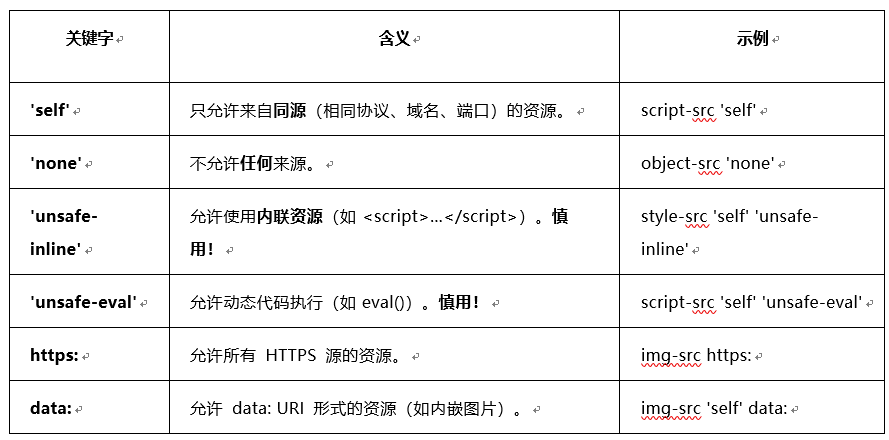 关键字 含义 示例
'self' 只允许来自同源（相同协议、域名、端口）的资源。 script-src 'self'
'none' 不允许任何来源。 object-src 'none'
'unsafe-
inline' 允许使用内联资源（如 <script>...</script>）。慎
用！ style-src 'self' 'unsafe-
inline'
'unsafe-eval' 允许动态代码执行（如 eval()）。慎用！ script-src 'self' 'unsafe-eval'
https: 允许所有 HTTPS 源的资源。 img-src https:
data: 允许 data: URI 形式的资源（如内嵌图片）。 img-src 'self' data: